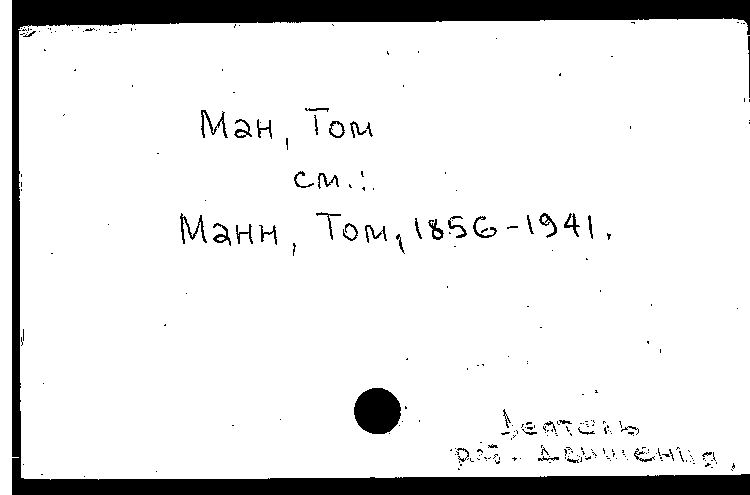 Ман, Том
см.:
Манн, Том, 1856-1941.
Деятель
раб. движения.